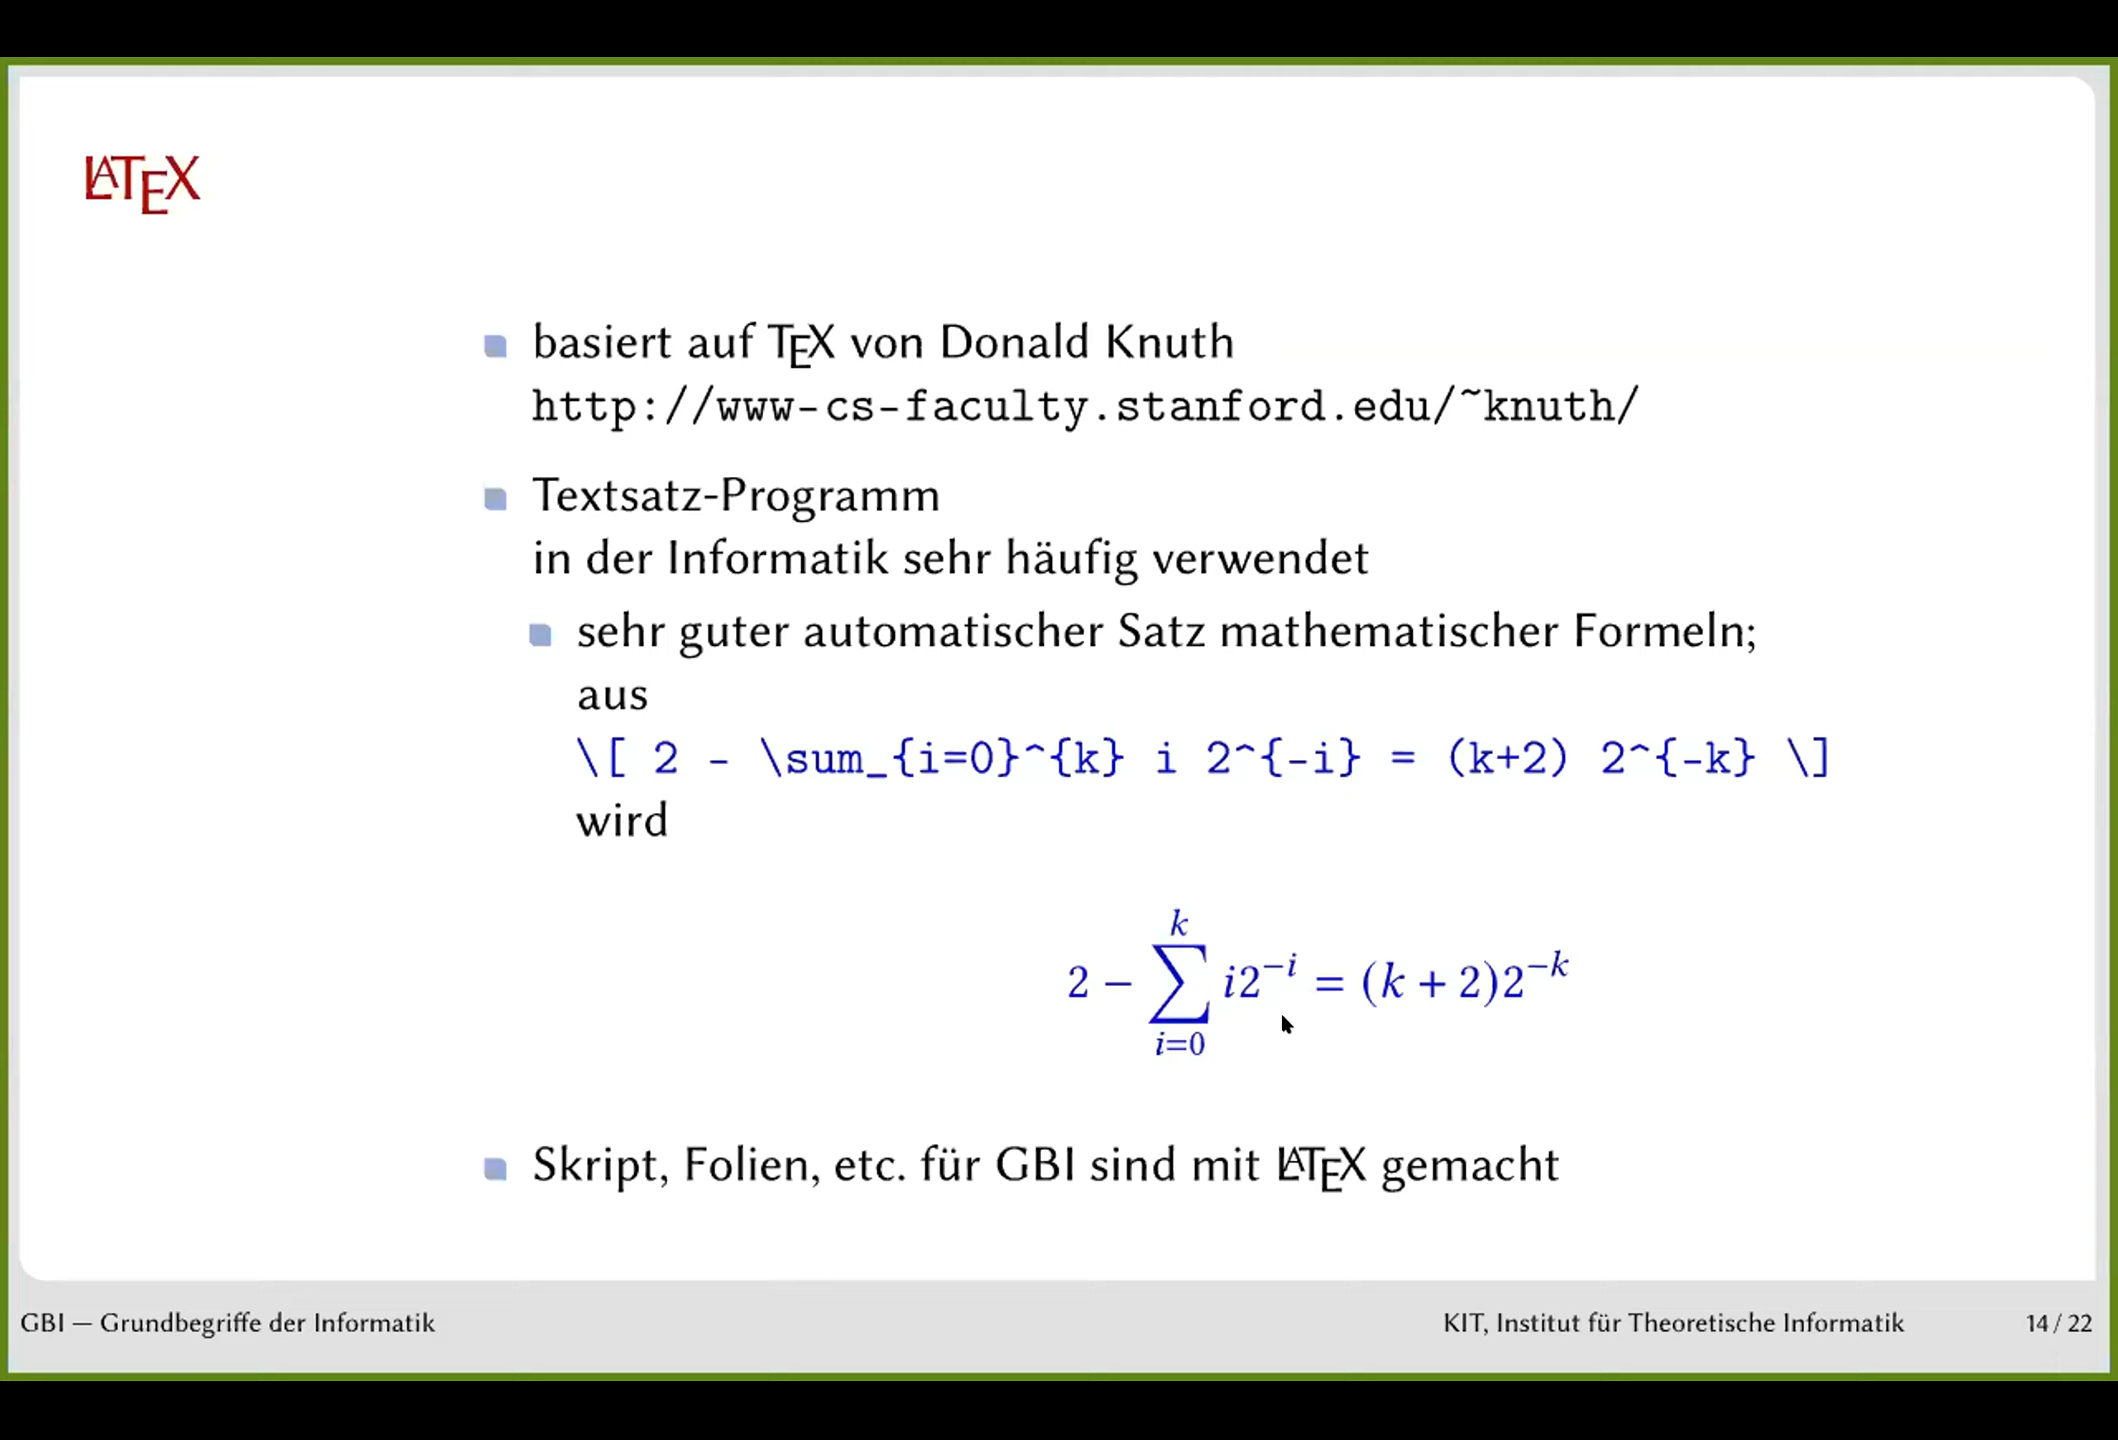 LATEX
basiert auf TEX von Donald Knuth
http://www-cs-faculty.stanford.edu/~knuth/
Textsatz-Programm
in der Informatik sehr häufig verwendet
sehr guter automatischer Satz mathematischer Formeln;
aus
\[ 2 - \sum_{i=0}^{k} i 2^{-i} = (k+2) 2^{-k} \]
wird
2 − ∑_{i=0}^{k} i2^{−i} = (k + 2)2^{−k}
Skript, Folien, etc. für GBI sind mit LATEX gemacht
GBI — Grundbegriffe der Informatik KIT, Institut für Theoretische Informatik 14 / 22